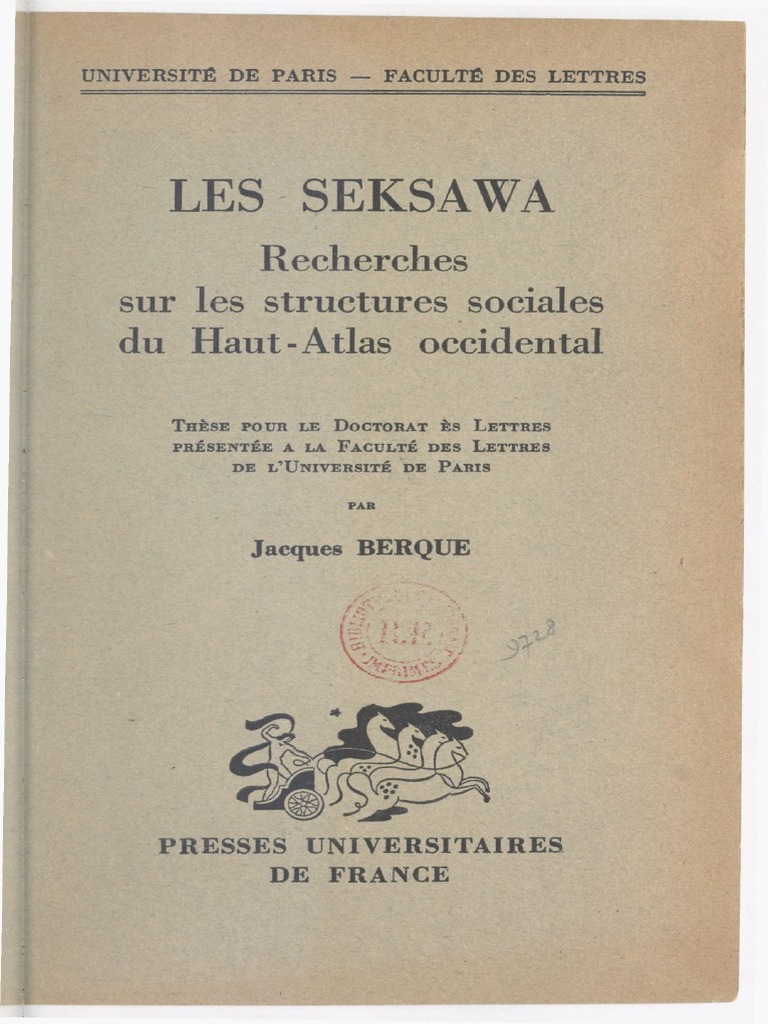 UNIVERSITÉ DE PARIS — FACULTÉ DES LETTRES
LES SEKSAWA
Recherches
sur les structures sociales
du Haut-Atlas occidental
THÈSE POUR LE DOCTORAT ÈS LETTRES
PRÉSENTÉE A LA FACULTÉ DES LETTRES
DE L'UNIVERSITÉ DE PARIS
PAR
Jacques BERQUE
IMPRIMES
9728
PRESSES UNIVERSITAIRES
DE FRANCE